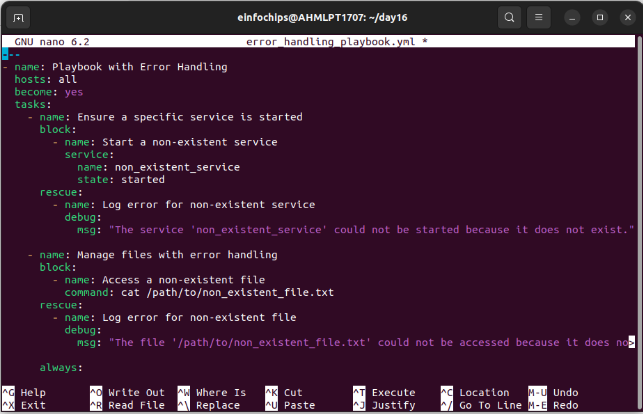 einfochips@AHMLPT1707: ~/day16
GNU nano 6.2 error_handling_playbook.yml *
---
- name: Playbook with Error Handling
  hosts: all
  become: yes
  tasks:
    - name: Ensure a specific service is started
      block:
        - name: Start a non-existent service
          service:
            name: non_existent_service
            state: started
      rescue:
        - name: Log error for non-existent service
          debug:
            msg: "The service 'non_existent_service' could not be started because it does not exist."

    - name: Manage files with error handling
      block:
        - name: Access a non-existent file
          command: cat /path/to/non_existent_file.txt
      rescue:
        - name: Log error for non-existent file
          debug:
            msg: "The file '/path/to/non_existent_file.txt' could not be accessed because it does no>

      always:
^G Help ^O Write Out ^W Where Is ^K Cut ^T Execute ^C Location M-U Undo
^X Exit ^R Read File ^\ Replace ^U Paste ^J Justify ^/ Go To Line M-E Redo